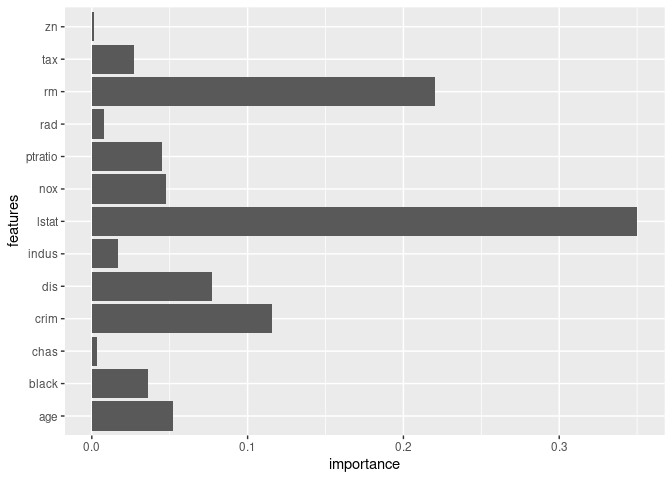 zn
tax
rm
rad
ptratio
nox
lstat
indus
dis
crim
chas
black
age
features
0.0 0.1 0.2 0.3
importance